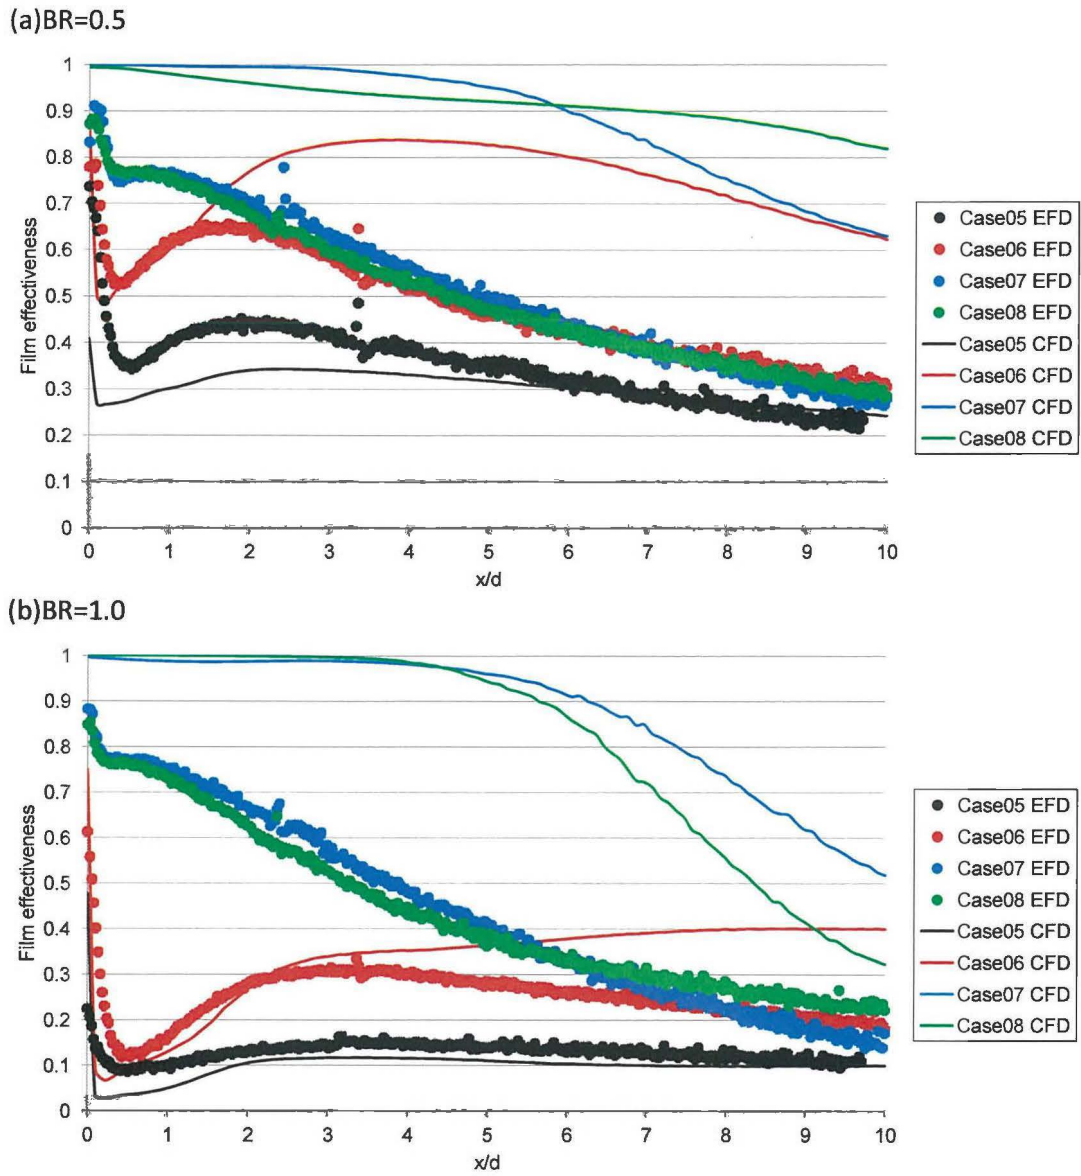 (a)BR=0.5
1
0.9
0.8
0.7
0.6
0.5
0.4
0.3
0.2
0.1
0
Film effectiveness
0 1 2 3 4 5 6 7 8 9 10
x/d
Case05 EFD
Case06 EFD
Case07 EFD
Case08 EFD
Case05 CFD
Case06 CFD
Case07 CFD
Case08 CFD
(b)BR=1.0
1
0.9
0.8
0.7
0.6
0.5
0.4
0.3
0.2
0.1
0
Film effectiveness
0 1 2 3 4 5 6 7 8 9 10
x/d
Case05 EFD
Case06 EFD
Case07 EFD
Case08 EFD
Case05 CFD
Case06 CFD
Case07 CFD
Case08 CFD